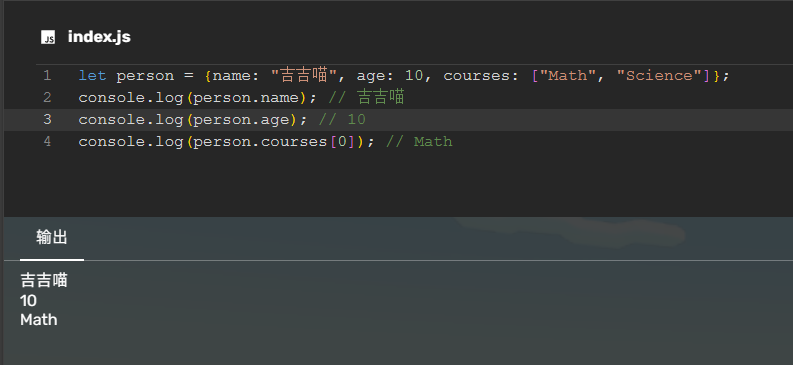 index.js
1 let person = {name: "吉吉喵", age: 10, courses: ["Math", "Science"]};
2 console.log(person.name); // 吉吉喵
3 console.log(person.age); // 10
4 console.log(person.courses[0]); // Math
输出
吉吉喵
10
Math